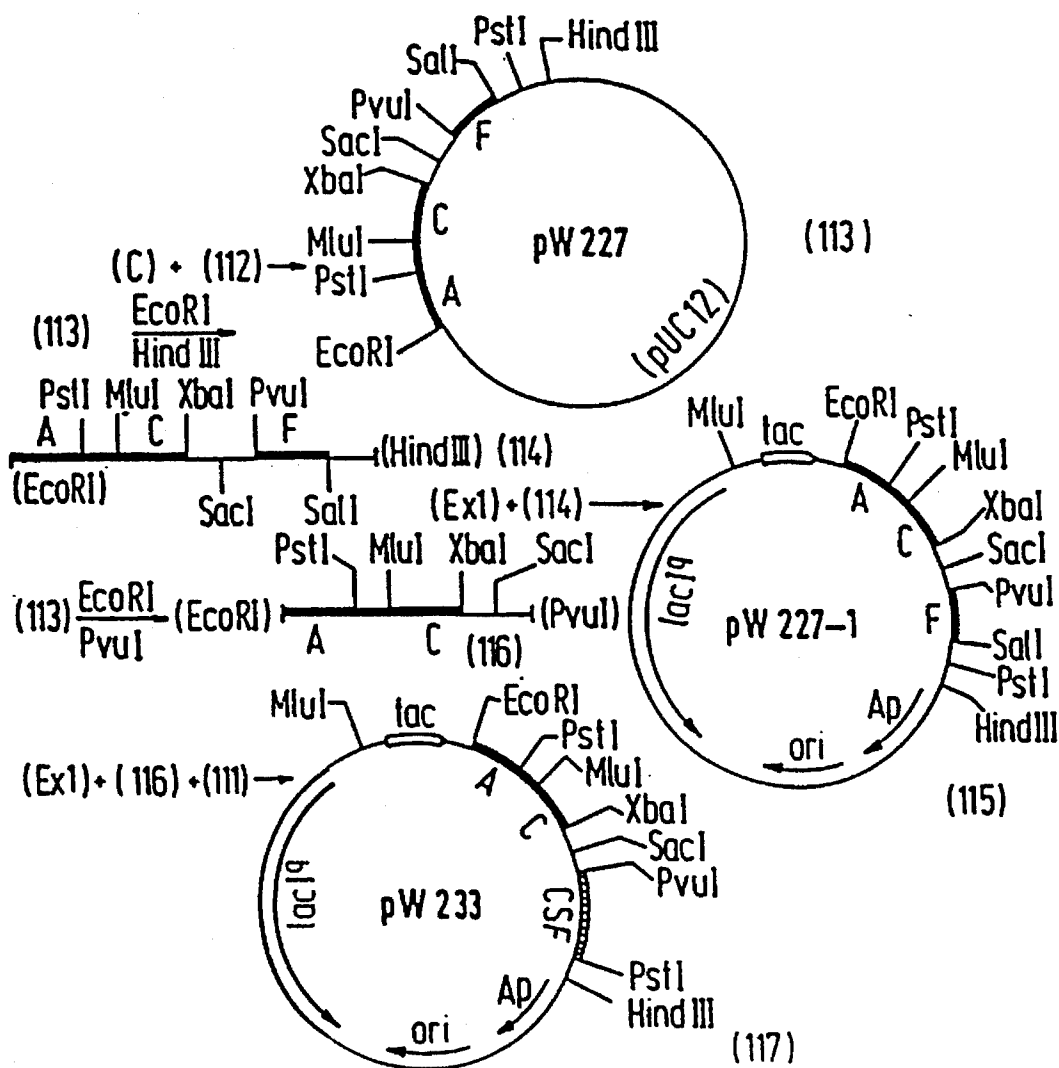 PstI HindIII
SalI
PvuI
F
SacI
XbaI
C
pW 227
(113)
MluI
(C) + (112)
PstI
A
(113) EcoRI
HindIII
EcoRI
(pUC12)
PstI MluI XbaI PvuI
A C F
(EcoRI) (HindIII) (114)
SacI SalI
(Ex1) + (114)
MluI tac EcoRI PstI MluI
A
XbaI
C
SacI
PvuI
lacIq
pW 227-1
F
SalI
PstI
Ap
HindIII
ori
(115)
PstI MluI XbaI SacI
(113) EcoRI (EcoRI) (PvuI)
PvuI
A C (116)
MluI tac EcoRI
PstI
(Ex1) + (116) + (111)
A
MluI
XbaI
C
SacI
PvuI
lacIq
pW 233
CSF
PstI
Ap
HindIII
ori
(117)